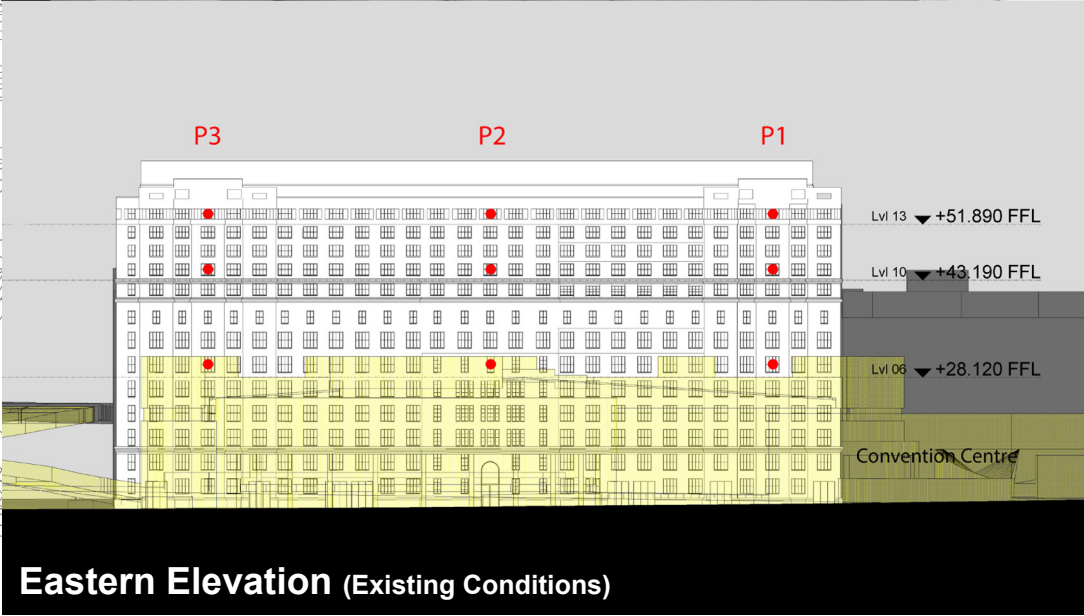 P3 P2 P1
Lvl 13 +51.890 FFL
Lvl 10 +43.190 FFL
Lvl 06 +28.120 FFL
Convention Centre
Eastern Elevation (Existing Conditions)